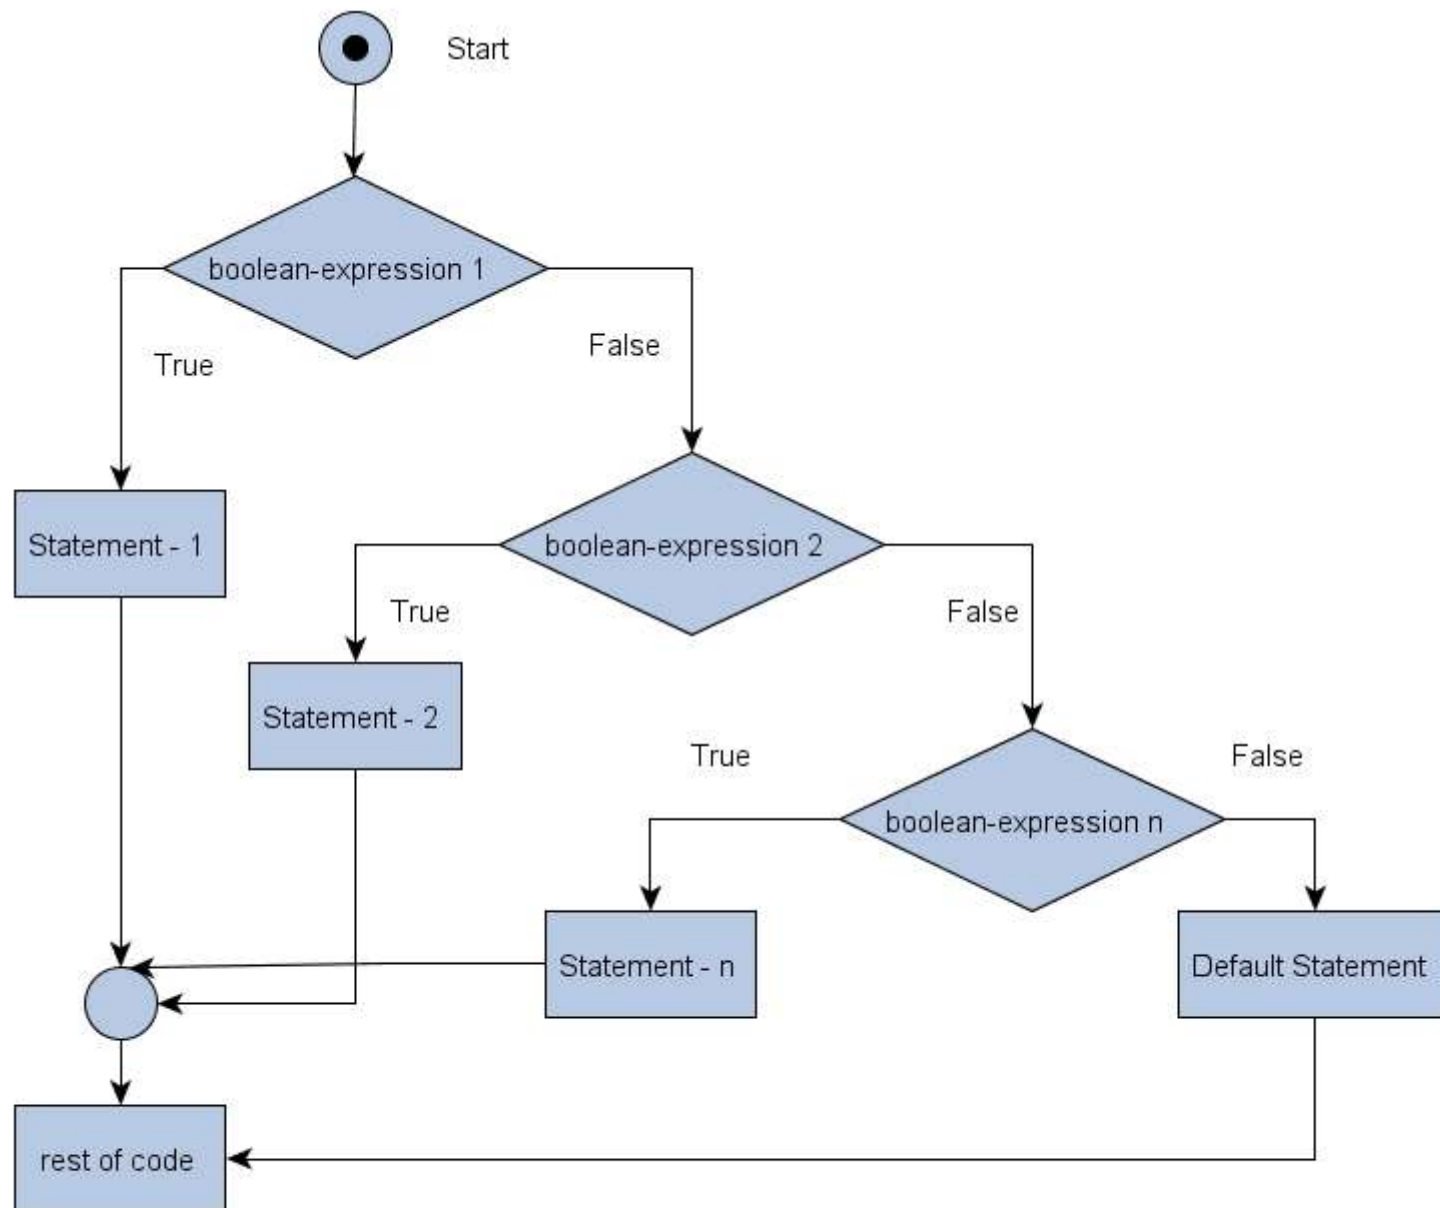 Start
boolean-expression 1
True
False
Statement - 1
boolean-expression 2
True
False
Statement - 2
True
False
boolean-expression n
Statement - n
Default Statement
rest of code